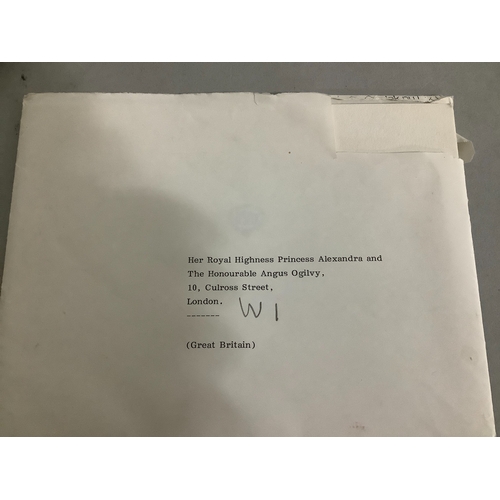 Her Royal Highness Princess Alexandra and
The Honourable Angus Ogilvy,
10, Culross Street,
London. W1
-------
(Great Britain)